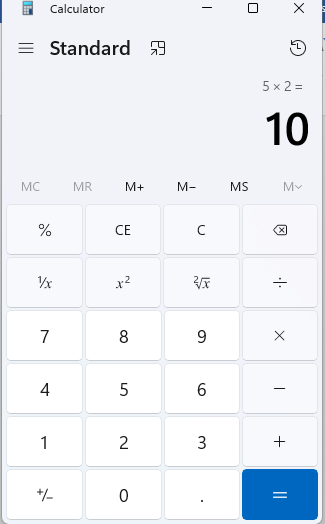 Calculator
Standard
5 × 2 =
10
MC MR M+ M− MS M
% CE C
¹⁄x x² ²√x ÷
7 8 9 ×
4 5 6 −
1 2 3 +
+/− 0 . =